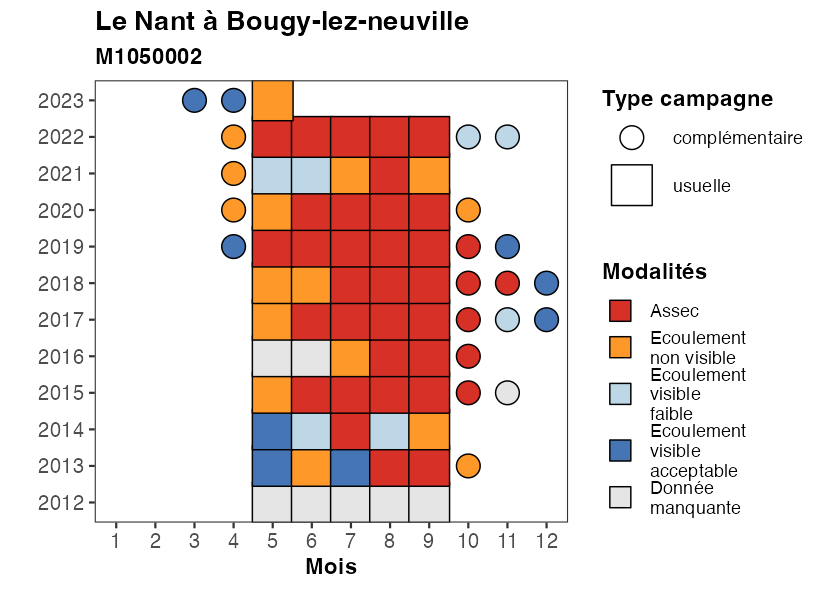 Le Nant à Bougy-lez-neuville
M1050002
2023
2022
2021
2020
2019
2018
2017
2016
2015
2014
2013
2012
1 2 3 4 5 6 7 8 9 10 11 12
Mois
Type campagne
complémentaire
usuelle
Modalités
Assec
Ecoulement
non visible
Ecoulement
visible
faible
Ecoulement
visible
acceptable
Donnée
manquante